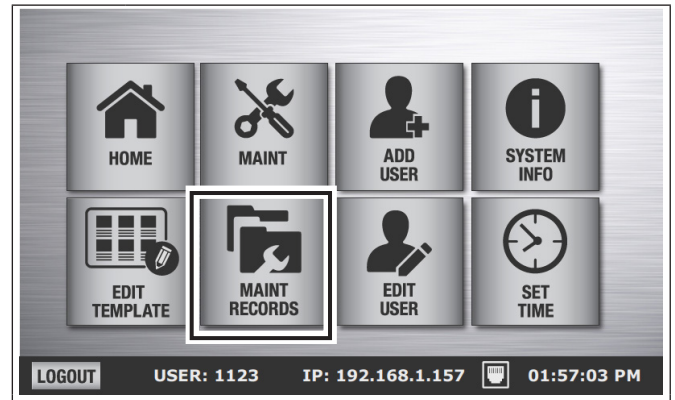 HOME
MAINT
ADD
USER
SYSTEM
INFO
EDIT
TEMPLATE
MAINT
RECORDS
EDIT
USER
SET
TIME
LOGOUT USER: 1123 IP: 192.168.1.157 01:57:03 PM